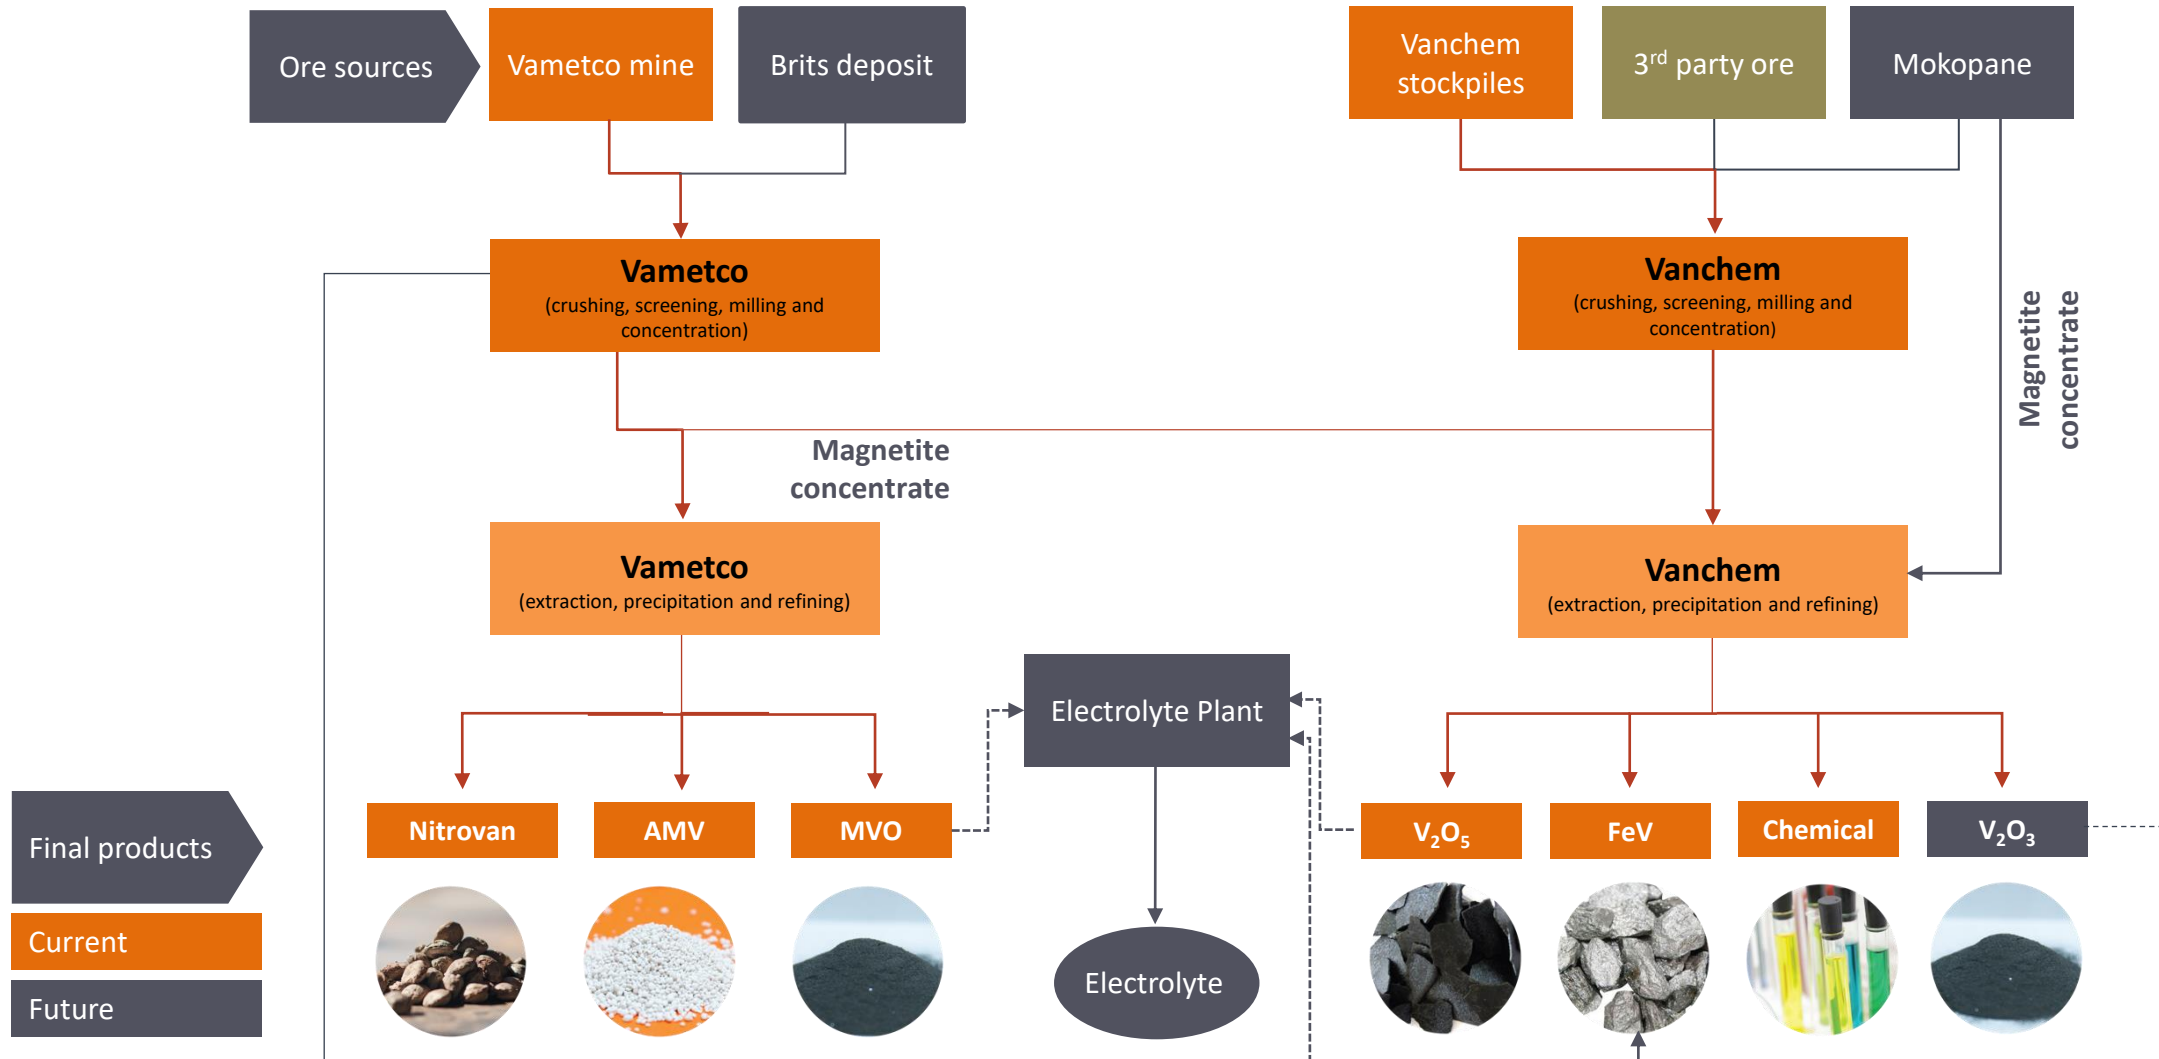 Ore sources
Vametco mine
Brits deposit
Vanchem
stockpiles
3rd party ore
Mokopane
Vametco
(crushing, screening, milling and
concentration)
Vanchem
(crushing, screening, milling and
concentration)
Magnetite
concentrate
Magnetite
concentrate
Vametco
(extraction, precipitation and refining)
Vanchem
(extraction, precipitation and refining)
Electrolyte Plant
Final products
Nitrovan
AMV
MVO
V2O5
FeV
Chemical
V2O3
Current
Future
Electrolyte